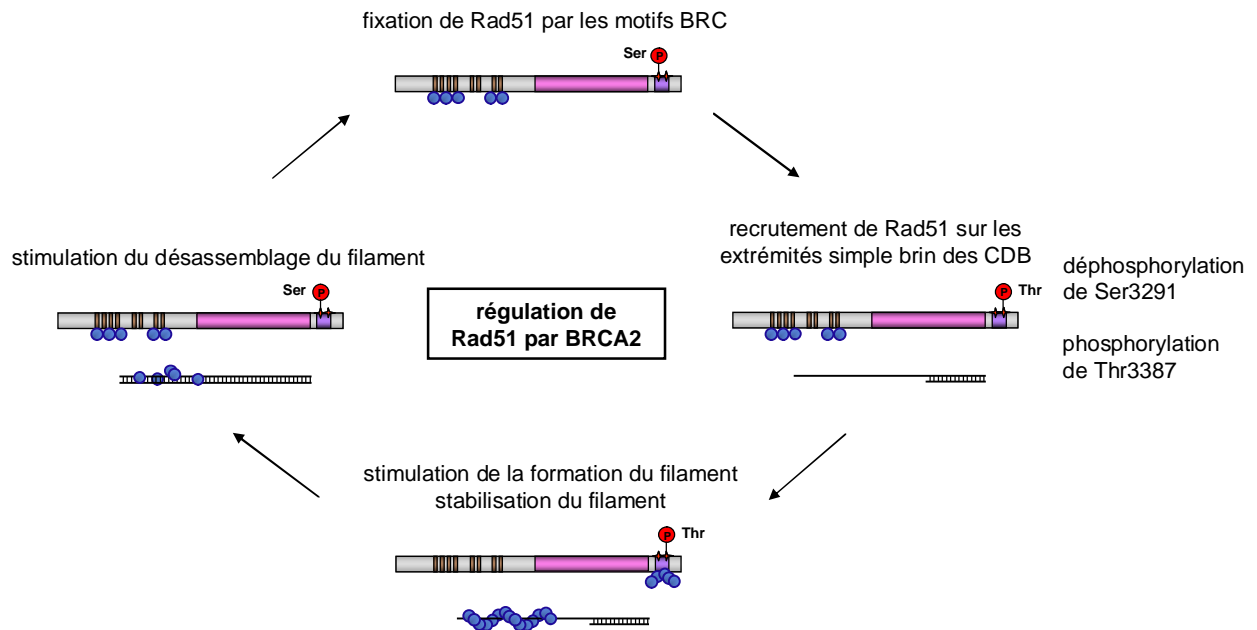 fixation de Rad51 par les motifs BRC
Ser
P
recrutement de Rad51 sur les
extrémités simple brin des CDB
P
Thr
déphosphorylation
de Ser3291
phosphorylation
de Thr3387
stimulation de la formation du filament
stabilisation du filament
P
Thr
stimulation du désassemblage du filament
Ser
P
régulation de
Rad51 par BRCA2